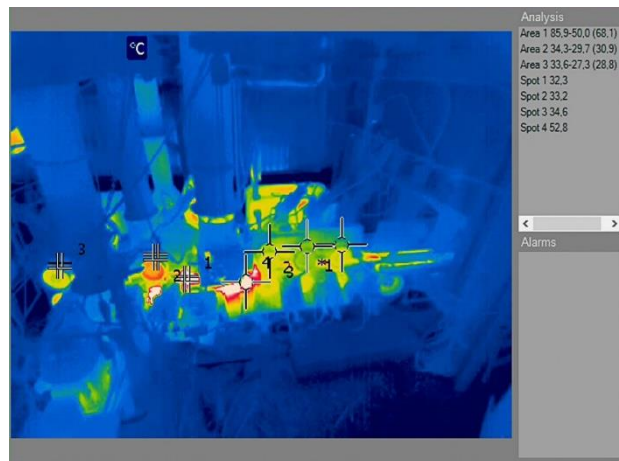 Analysis
°C
Area 1 85,9-50,0 (68,1)
Area 2 34,3-29,7 (30,9)
Area 3 33,6-27,3 (28,8)
Spot 1 32,3
Spot 2 33,2
Spot 3 34,6
Spot 4 52,8
Alarms
3
2
1
4
*1